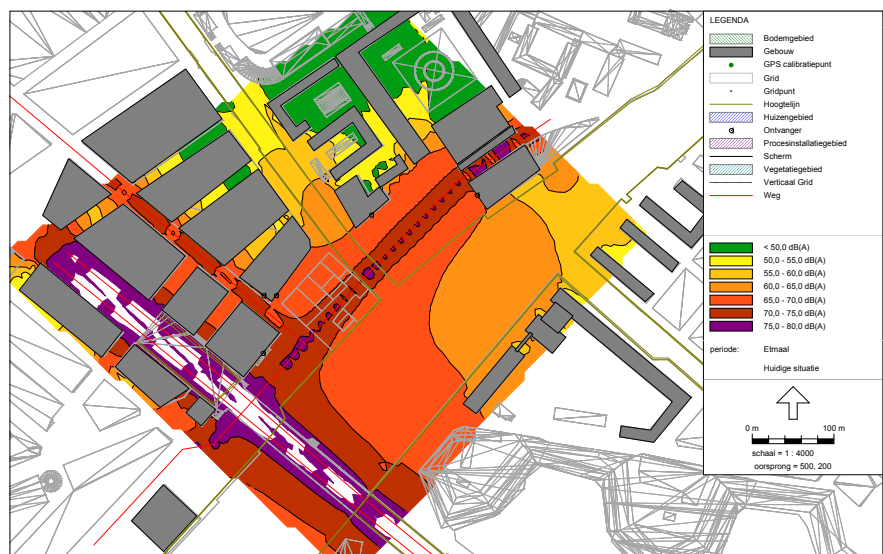 LEGENDA
Bodemgebied
Gebouw
GPS calibratiepunt
Grid
Gridpunt
Hoogtelijn
Huizengebied
Ontvanger
Procesinstallatiegebied
Scherm
Vegetatiegebied
Verticaal Grid
Weg
< 50,0 dB(A)
50,0 - 55,0 dB(A)
55,0 - 60,0 dB(A)
60,0 - 65,0 dB(A)
65,0 - 70,0 dB(A)
70,0 - 75,0 dB(A)
75,0 - 80,0 dB(A)
periode: Etmaal
Huidige situatie
0 m 100 m
schaal = 1 : 4000
oorsprong = 500, 200